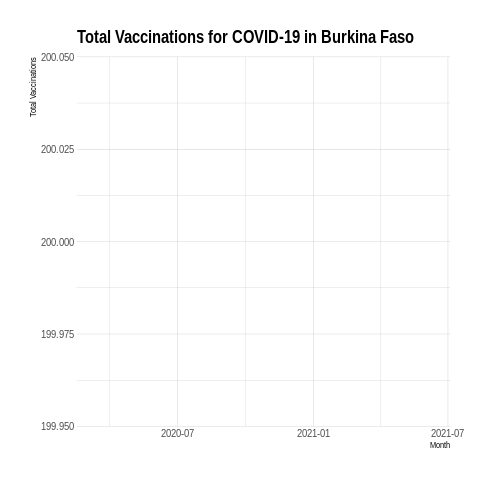 Total Vaccinations for COVID-19 in Burkina Faso
Total Vaccinations
200.050
200.025
200.000
199.975
199.950
2020-07 2021-01 2021-07
Month